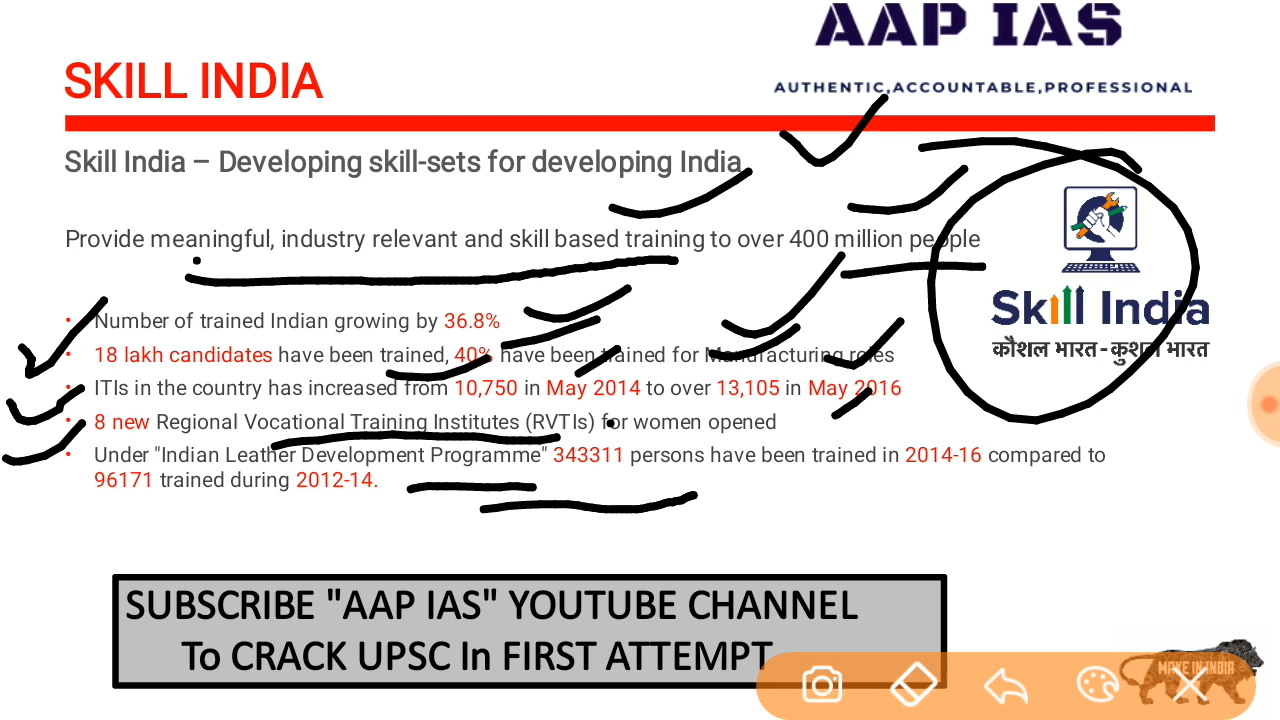 AAP IAS
AUTHENTIC,ACCOUNTABLE,PROFESSIONAL
SKILL INDIA
Skill India – Developing skill-sets for developing India
Provide meaningful, industry relevant and skill based training to over 400 million people
Skill India
कौशल भारत-कुशल भारत
• Number of trained Indian growing by 36.8%
• 18 lakh candidates have been trained, 40% have been trained for Manufacturing roles
• ITIs in the country has increased from 10,750 in May 2014 to over 13,105 in May 2016
• 8 new Regional Vocational Training Institutes (RVTIs) for women opened
• Under "Indian Leather Development Programme" 343311 persons have been trained in 2014-16 compared to
96171 trained during 2012-14.
SUBSCRIBE "AAP IAS" YOUTUBE CHANNEL
To CRACK UPSC In FIRST ATTEMPT
MAKE IN INDIA